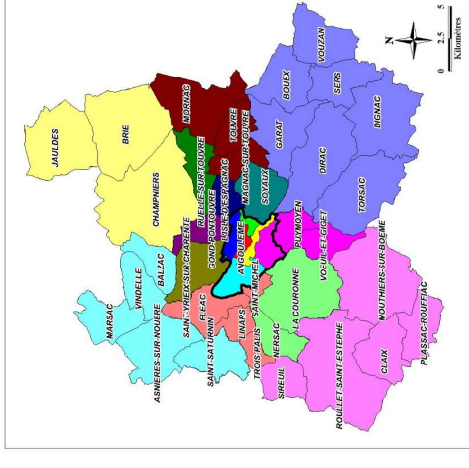 JAULDES
BRIE
CHAMPNIERS
MORNAC
TOUVRE
RUELLE-SUR-TOUVRE
MAGNAC-SUR-TOUVRE
L'ISLE-D'ESPAGNAC
GOND-PONTOUVRE
SAINT-YRIEIX-SUR-CHARENTE
BALZAC
VINDELLE
MARSAC
ASNIERES-SUR-NOUERE
SAINT-SATURNIN
FLEAC
LINARS
TROIS-PALIS
SAINT-MICHEL
ANGOULEME
SOYAUX
GARAT
BOUEX
VOUZAN
SERS
DIRAC
DIGNAC
TORSAC
PUYMOYEN
VOEUIL-ET-GIGET
LA COURONNE
NERSAC
SIREUIL
ROULLET-SAINT-ESTEPHE
MOUTHIERS-SUR-BOEME
CLAIX
PLASSAC-ROUFFIAC
N
0 2.5 5
Kilomètres